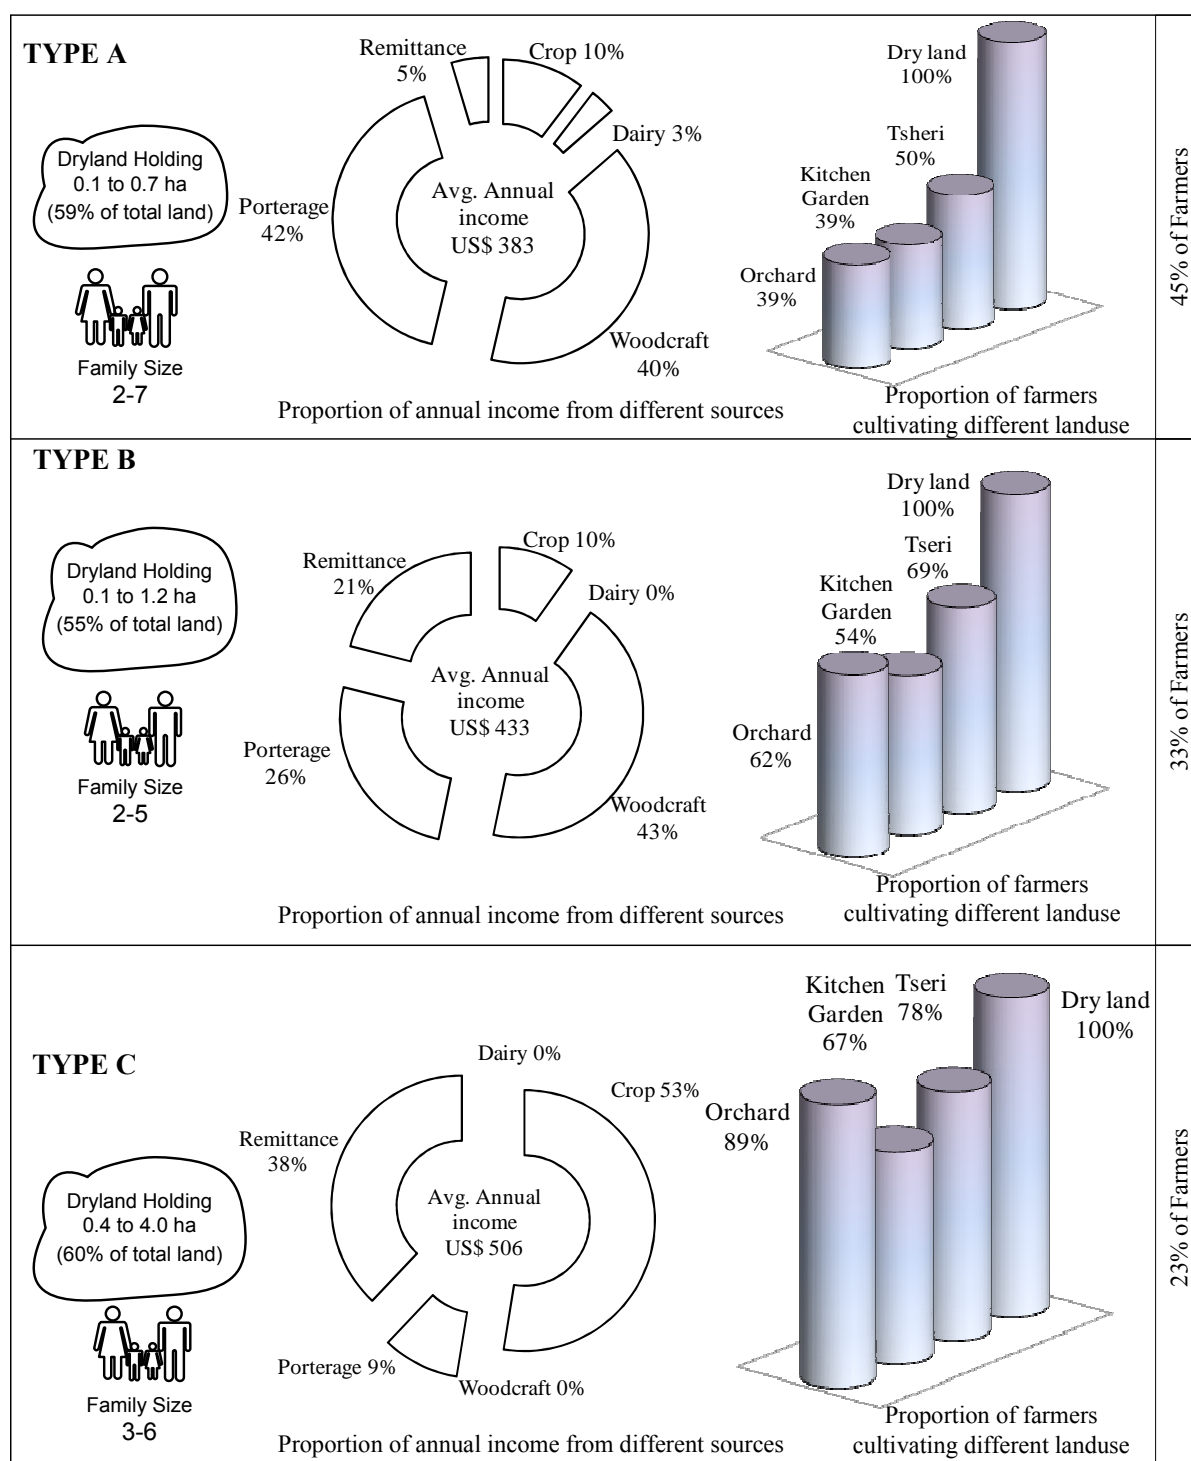 TYPE A
Dryland Holding
0.1 to 0.7 ha
(59% of total land)
Family Size
2-7
Remittance
5%
Crop 10%
Dairy 3%
Porterage
42%
Avg. Annual
income
US$ 383
Woodcraft
40%
Proportion of annual income from different sources
Dry land
100%
Tsheri
50%
Kitchen
Garden
39%
Orchard
39%
Proportion of farmers
cultivating different landuse
45% of Farmers
TYPE B
Dryland Holding
0.1 to 1.2 ha
(55% of total land)
Family Size
2-5
Remittance
21%
Crop 10%
Dairy 0%
Avg. Annual
income
US$ 433
Porterage
26%
Woodcraft
43%
Proportion of annual income from different sources
Dry land
100%
Tseri
69%
Kitchen
Garden
54%
Orchard
62%
Proportion of farmers
cultivating different landuse
33% of Farmers
TYPE C
Dryland Holding
0.4 to 4.0 ha
(60% of total land)
Family Size
3-6
Dairy 0%
Crop 53%
Remittance
38%
Avg. Annual
income
US$ 506
Porterage 9%
Woodcraft 0%
Proportion of annual income from different sources
Kitchen
Garden
67%
Tseri
78%
Dry land
100%
Orchard
89%
Proportion of farmers
cultivating different landuse
23% of Farmers